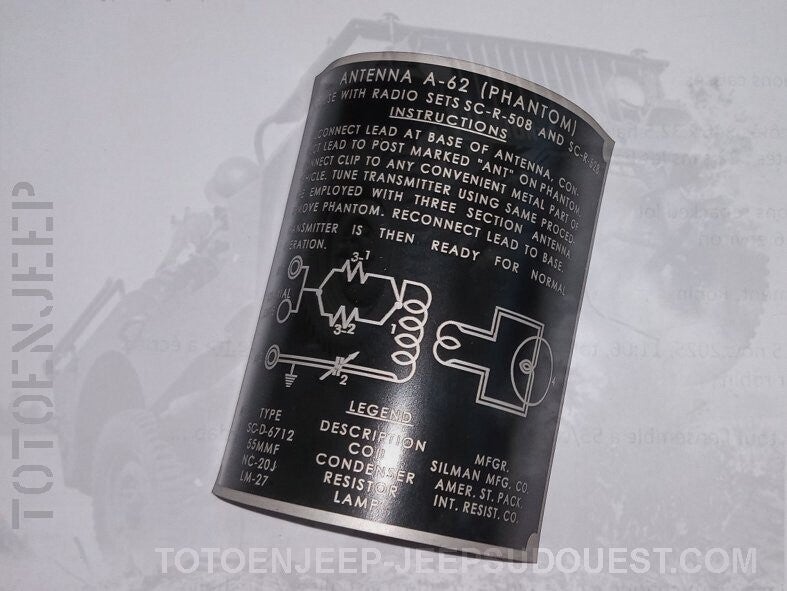 ANTENNA A-62 (PHANTOM)
WITH RADIO SETS SC-R-508 AND SC-R-528
INSTRUCTIONS
CONNECT LEAD AT BASE OF ANTENNA. CON-
LEAD TO POST MARKED "ANT" ON PHANTOM.
CLIP TO ANY CONVENIENT METAL PART OF
TUNE TRANSMITTER USING SAME PROCED-
EMPLOYED WITH THREE SECTION ANTENNA.
PHANTOM. RECONNECT LEAD TO BASE.
IS THEN READY FOR NORMAL
ERATION.
3-1
3-2
1
2
4
LEGEND
TYPE DESCRIPTION MFGR.
SC-D-6712 COIL SILMAN MFG. CO.
55MMF CONDENSER AMER. ST. PACK.
NC-20J RESISTOR INT. RESIST. CO.
LM-27 LAMP
TOTOENJEEP
TOTOENJEEP-JEEPSUDOUEST.COM